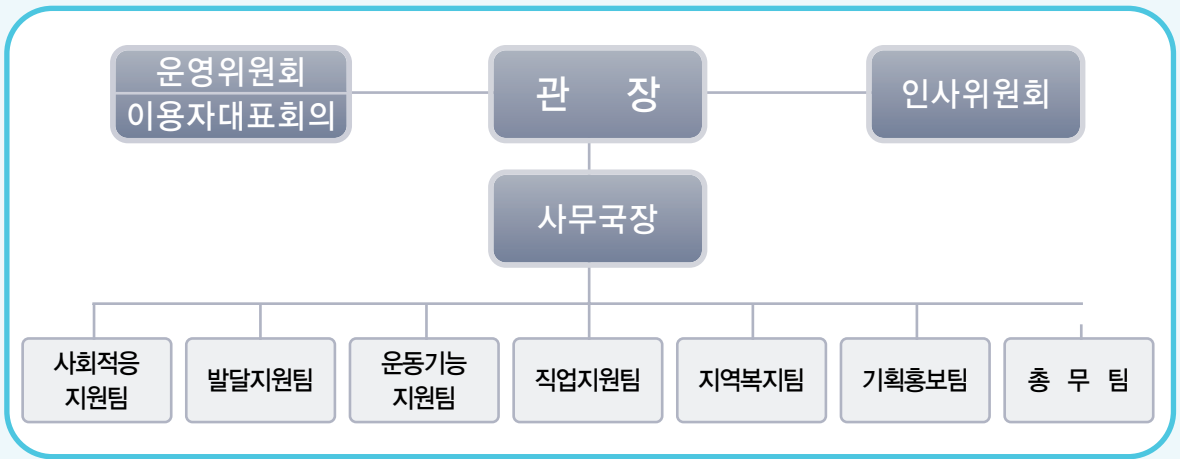 운영위원회
이용자대표회의
관 장
인사위원회
사무국장
사회적응
지원팀
발달지원팀
운동기능
지원팀
직업지원팀
지역복지팀
기획홍보팀
총 무 팀